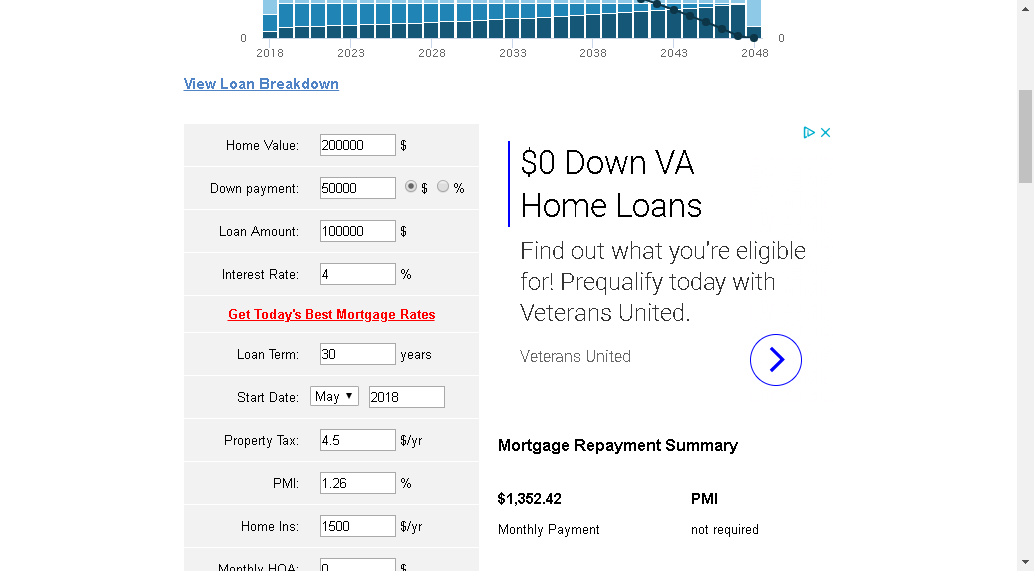 0 0
2018 2023 2028 2033 2038 2043 2048
View Loan Breakdown
Home Value: 200000 $
Down payment: 50000 $ %
Loan Amount: 100000 $
Interest Rate: 4 %
Get Today's Best Mortgage Rates
Loan Term: 30 years
Start Date: May 2018
Property Tax: 4.5 $/yr
PMI: 1.26 %
Home Ins: 1500 $/yr
Monthly HOA: 0 $
$0 Down VA
Home Loans
Find out what you're eligible
for! Prequalify today with
Veterans United.
Veterans United
Mortgage Repayment Summary
$1,352.42 PMI
Monthly Payment not required